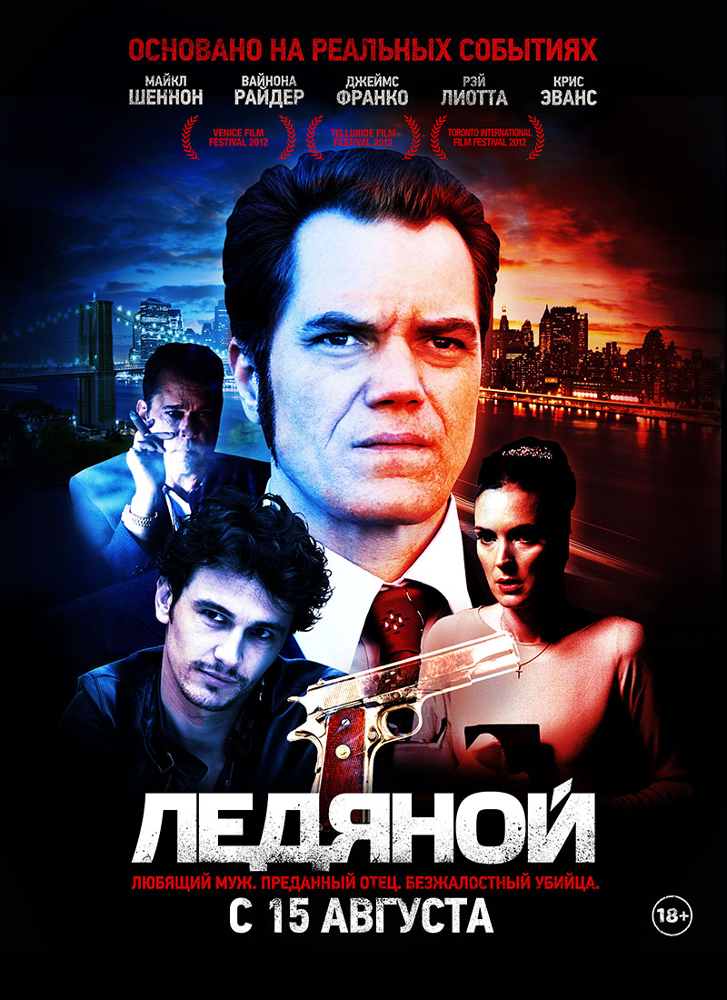 ОСНОВАНО НА РЕАЛЬНЫХ СОБЫТИЯХ
МАЙКЛ ШЕННОН
ВАЙНОНА РАЙДЕР
ДЖЕЙМС ФРАНКО
РЭЙ ЛИОТТА
КРИС ЭВАНС
VENICE FILM
FESTIVAL 2012
TELLURIDE FILM
FESTIVAL 2012
TORONTO INTERNATIONAL
FILM FESTIVAL 2012
ЛЕДЯНОЙ
ЛЮБЯЩИЙ МУЖ. ПРЕДАННЫЙ ОТЕЦ. БЕЗЖАЛОСТНЫЙ УБИЙЦА.
С 15 АВГУСТА
18+